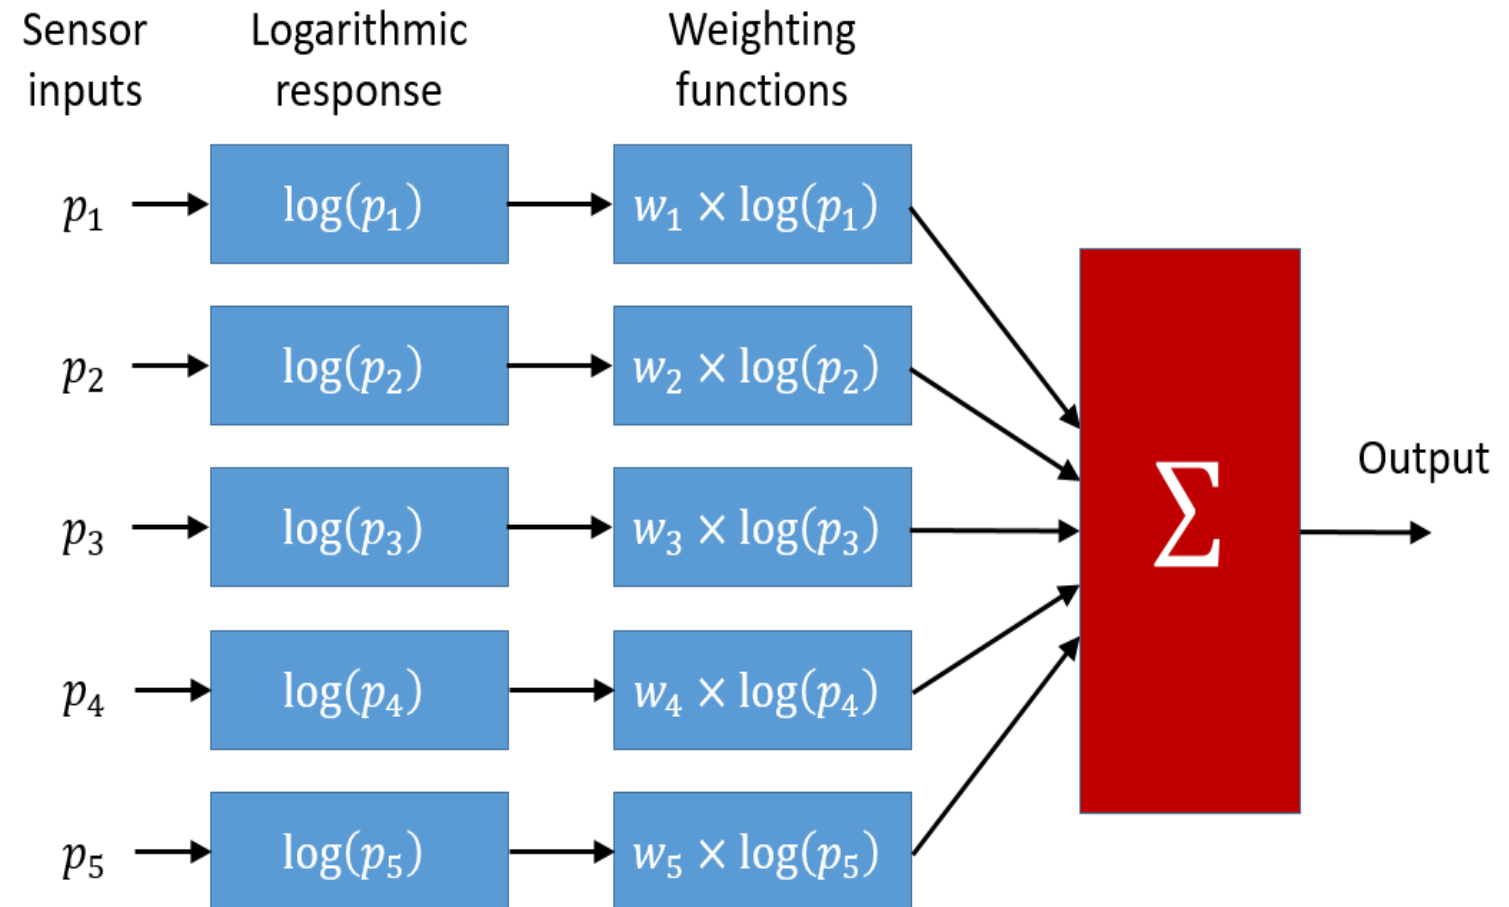 Sensor inputs
Logarithmic response
Weighting functions
p₁ log(p₁) w₁ × log(p₁)
p₂ log(p₂) w₂ × log(p₂)
p₃ log(p₃) w₃ × log(p₃)
p₄ log(p₄) w₄ × log(p₄)
p₅ log(p₅) w₅ × log(p₅)
∑
Output